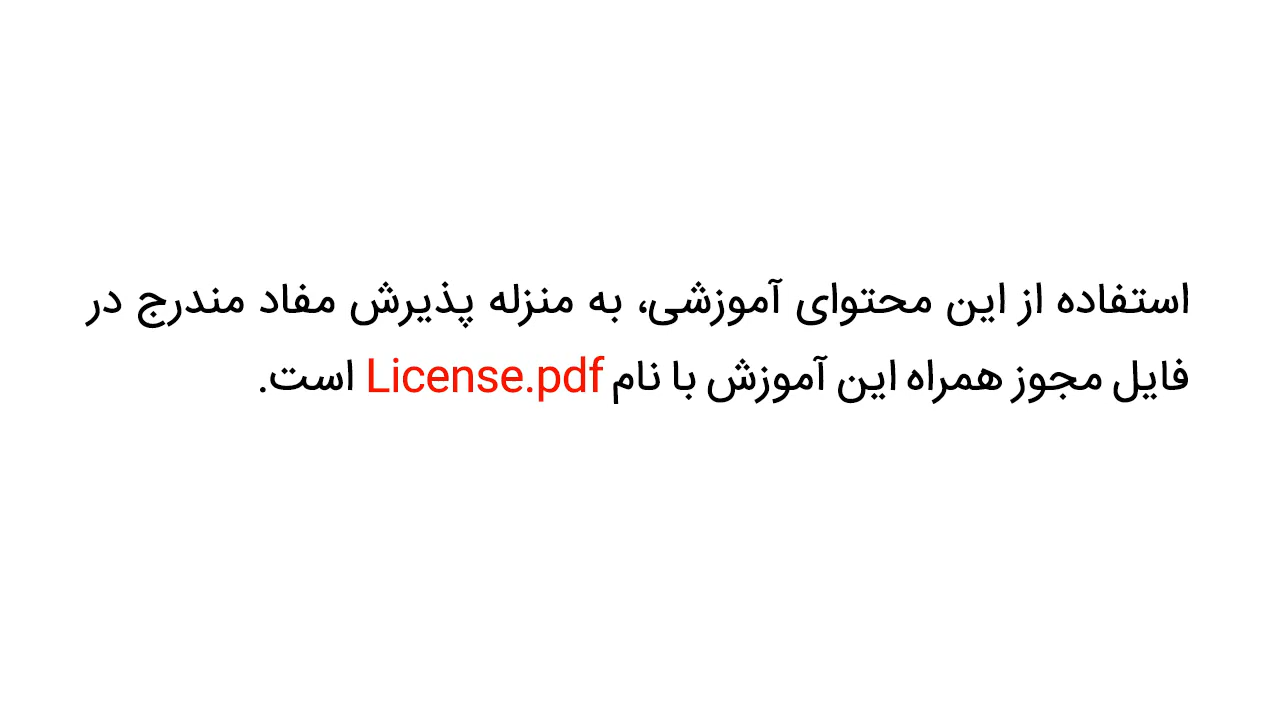 استفاده از این محتوای آموزشی، به منزله پذیرش مفاد مندرج در
فایل مجوز همراه این آموزش با نام License.pdf است.